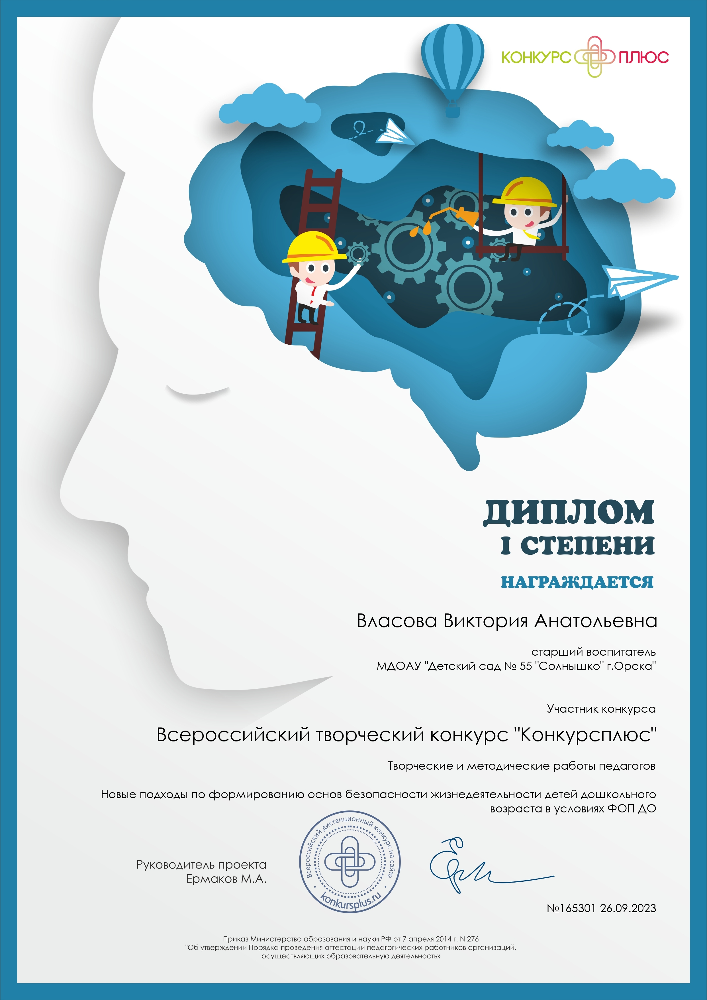 КОНКУРС ПЛЮС
ДИПЛОМ
I СТЕПЕНИ
НАГРАЖДАЕТСЯ
Власова Виктория Анатольевна
старший воспитатель
МДОАУ "Детский сад № 55 "Солнышко" г.Орска"
Участник конкурса
Всероссийский творческий конкурс "Конкурсплюс"
Творческие и методические работы педагогов
Новые подходы по формированию основ безопасности жизнедеятельности детей дошкольного
возраста в условиях ФОП ДО
Всероссийский дистанционный конкурс на сайте
konkursplus.ru
Руководитель проекта
Ермаков М.А.
№165301 26.09.2023
Приказ Министерства образования и науки РФ от 7 апреля 2014 г. N 276
"Об утверждении Порядка проведения аттестации педагогических работников организаций,
осуществляющих образовательную деятельность»